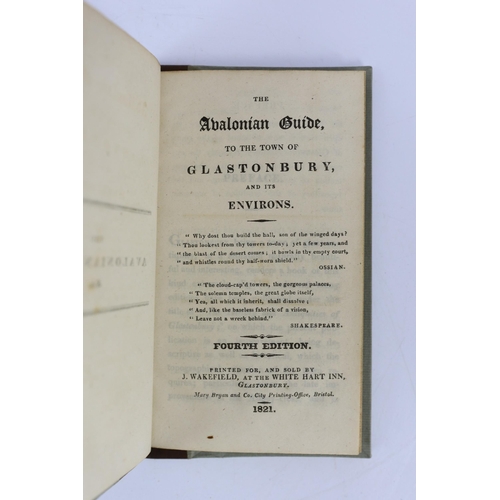 THE
Avalonian Guide,
TO THE TOWN OF
GLASTONBURY,
AND ITS
ENVIRONS.
" Why dost thou build the hall, son of the winged days?
" Thou lookest from thy towers to-day; yet a few years, and
" the blast of the desert comes; it howls in thy empty court,
" and whistles round thy half-worn shield."
OSSIAN.
" The cloud-cap'd towers, the gorgeous palaces,
" The solemn temples, the great globe itself,
" Yea, all which it inherit, shall dissolve;
" And, like the baseless fabrick of a vision,
" Leave not a wreck behind."
SHAKESPEARE.
FOURTH EDITION.
PRINTED FOR, AND SOLD BY
J. WAKEFIELD, AT THE WHITE HART INN,
GLASTONBURY.
Mary Bryan and Co. City Printing-Office, Bristol.
1821.